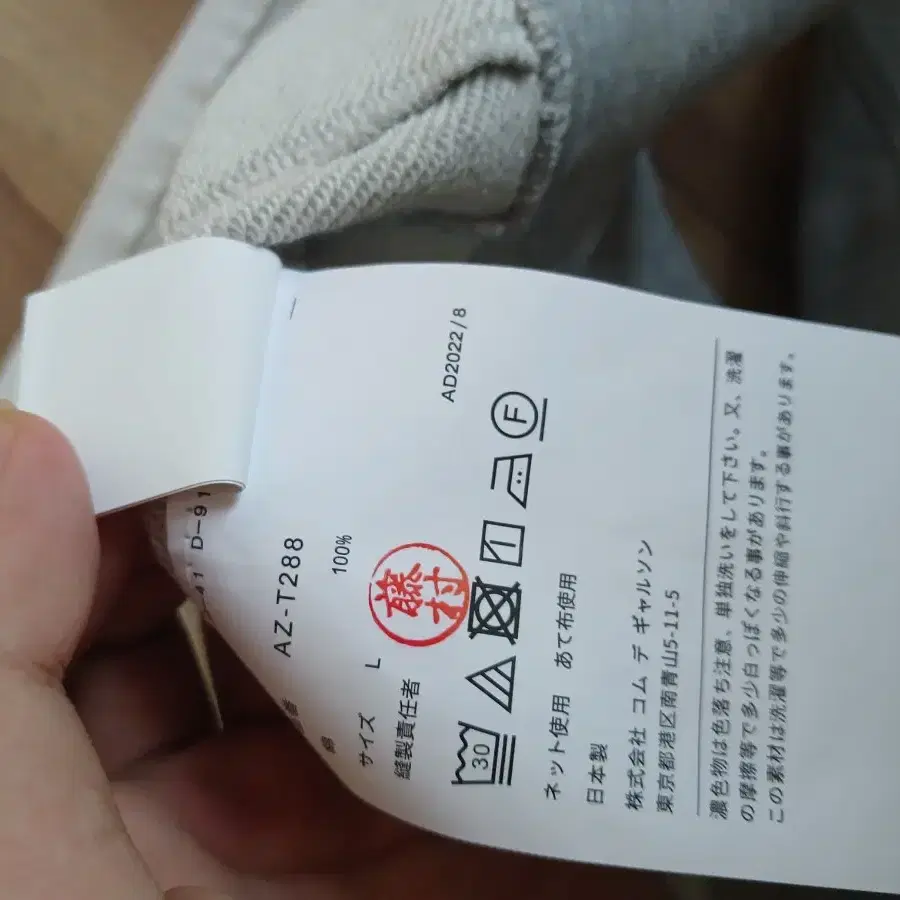 AZ-T288
綿
100%
サイズ L
縫製責任者
藤村
AD2022/8
30
F
ネット使用 あて布使用
日本製
株式会社 コム デ ギャルソン
東京都港区南青山5-11-5
濃色物は色落ち注意、単独洗いをして下さい。又、洗濯
の摩擦等で多少白っぽくなる事があります。
この素材は洗濯等で多少の伸縮や斜行する事があります。